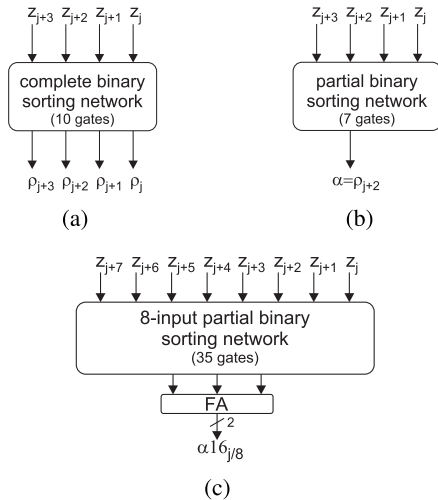 z_{j+3} z_{j+2} z_{j+1} z_j
complete binary
sorting network
(10 gates)
ρ_{j+3} ρ_{j+2} ρ_{j+1} ρ_j
(a)
z_{j+3} z_{j+2} z_{j+1} z_j
partial binary
sorting network
(7 gates)
α=ρ_{j+2}
(b)
z_{j+7} z_{j+6} z_{j+5} z_{j+4} z_{j+3} z_{j+2} z_{j+1} z_j
8-input partial binary
sorting network
(35 gates)
FA
2
α16_{j/8}
(c)